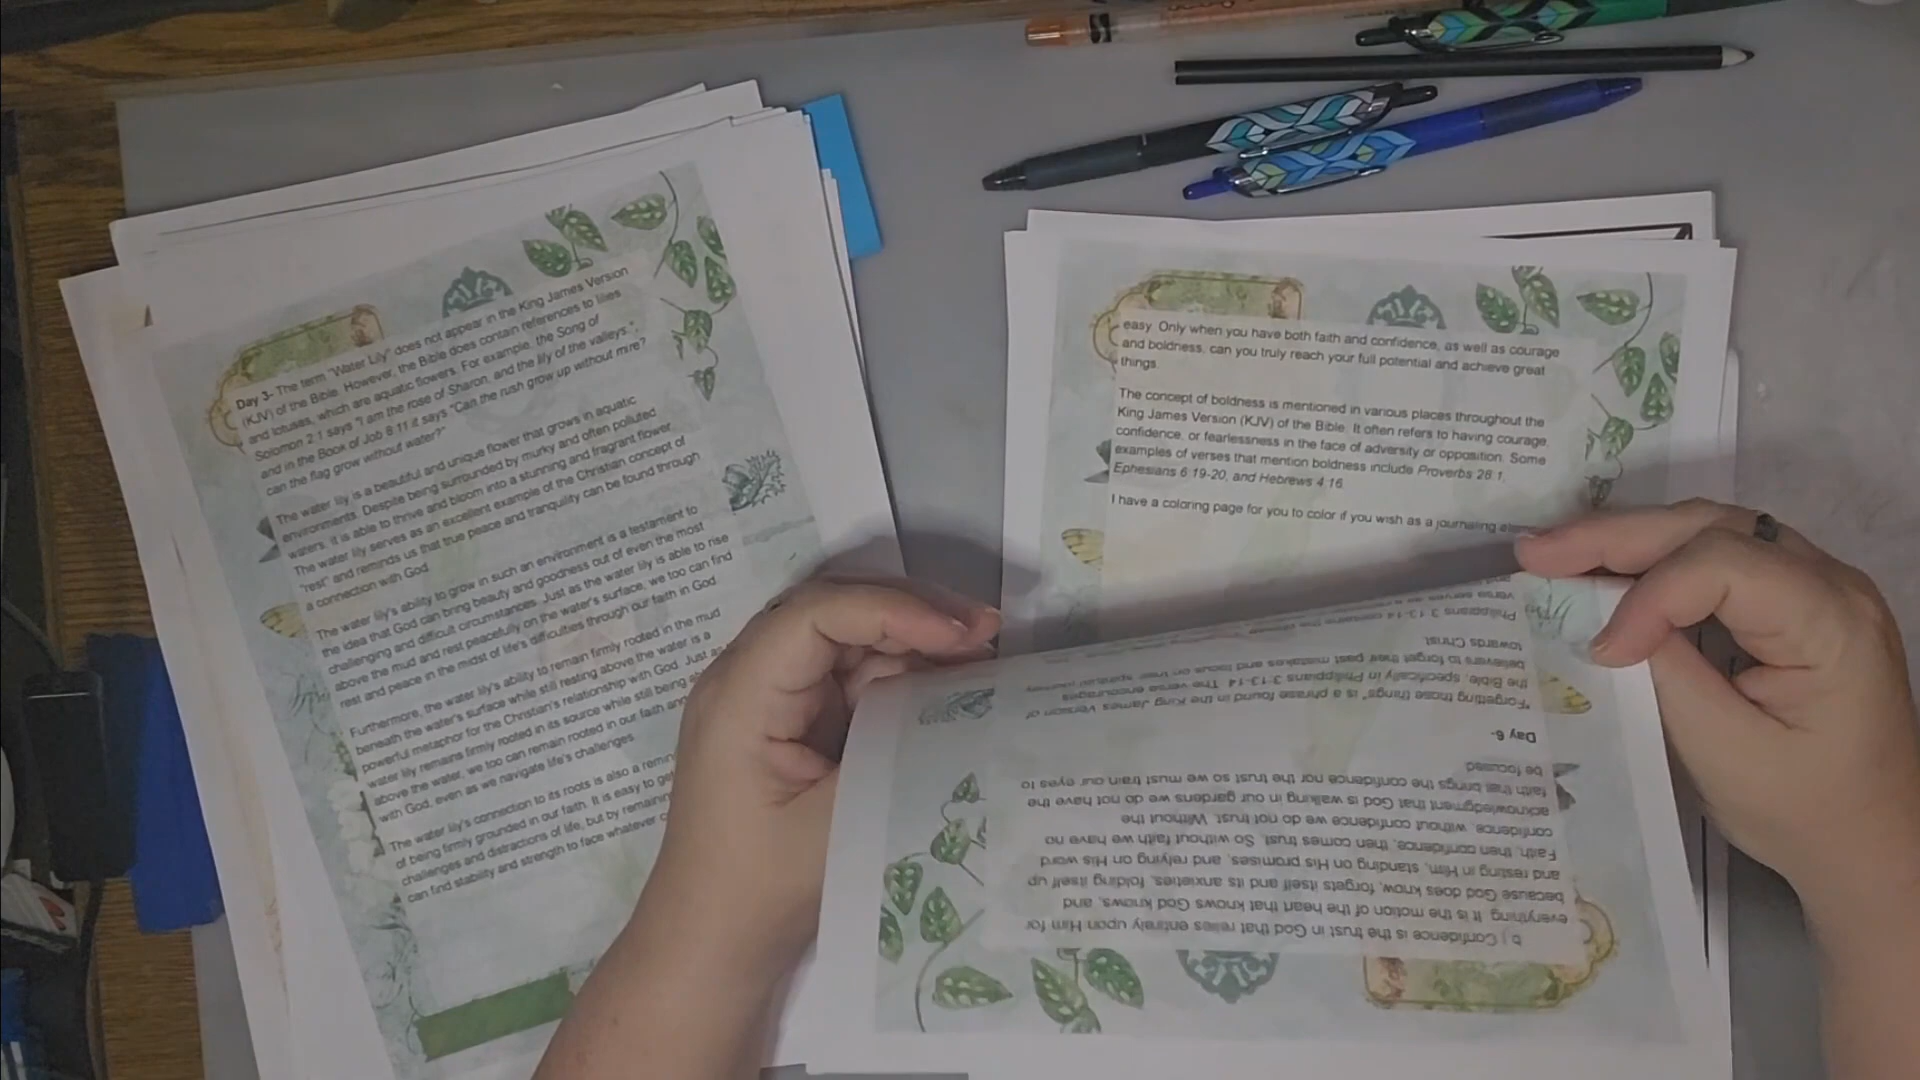 Day 3- The term "Water Lily" does not appear in the King James Version
(KJV) of the Bible. However, the Bible does contain references to lilies
and lotuses, which are aquatic flowers. For example, the Song of
Solomon 2:1 says "I am the rose of Sharon, and the lily of the valleys.",
and in the Book of Job 8:11 it says "Can the rush grow up without mire?
can the flag grow without water?"
The water lily is a beautiful and unique flower that grows in aquatic
environments. Despite being surrounded by murky and often polluted
waters, it is able to thrive and bloom into a stunning and fragrant flower.
The water lily serves as an excellent example of the Christian concept of
"rest" and reminds us that true peace and tranquility can be found through
a connection with God.
The water lily's ability to grow in such an environment is a testament to
the idea that God can bring beauty and goodness out of even the most
challenging and difficult circumstances. Just as the water lily is able to rise
above the mud and rest peacefully on the water's surface, we too can find
rest and peace in the midst of life's difficulties through our faith in God.
Furthermore, the water lily's ability to remain firmly rooted in the mud
beneath the water's surface while still resting above the water is a
powerful metaphor for the Christian's relationship with God. Just as
water lily remains firmly rooted in its source while still being
above the water, we too can remain rooted in our faith and
with God, even as we navigate life's challenges.
The water lily's connection to its roots is also a
of being firmly grounded in our faith. It is easy to get
challenges and distractions of life, but by remaining
can find stability and strength to face whatever
easy. Only when you have both faith and confidence, as well as courage
and boldness, can you truly reach your full potential and achieve great
things.
The concept of boldness is mentioned in various places throughout the
King James Version (KJV) of the Bible. It often refers to having courage,
confidence, or fearlessness in the face of adversity or opposition. Some
examples of verses that mention boldness include Proverbs 28:1,
Ephesians 6:19-20, and Hebrews 4:16.
I have a coloring page for you to color if you wish as a journaling
b.) Confidence is the trust in God that relies entirely upon Him for
everything. It is the motion of the heart that knows God knows, and
because God does know, forgets itself and its anxieties, folding itself up
and resting in Him, standing on His promises, and relying on His word.
Faith, then confidence, then comes trust. So without faith we have no
confidence, without confidence we do not trust. Without the
acknowledgment that God is walking in our gardens we do not have the
faith that brings the confidence nor the trust so we must train our eyes to
be focused.
Day 6-
"Forgetting those things" is a phrase found in the King James Version of
the Bible, specifically in Philippians 3:13-14. The verse encourages
believers to forget their past mistakes and focus on their spiritual journey
towards Christ.
Philippians 3:13-14
verse serves as